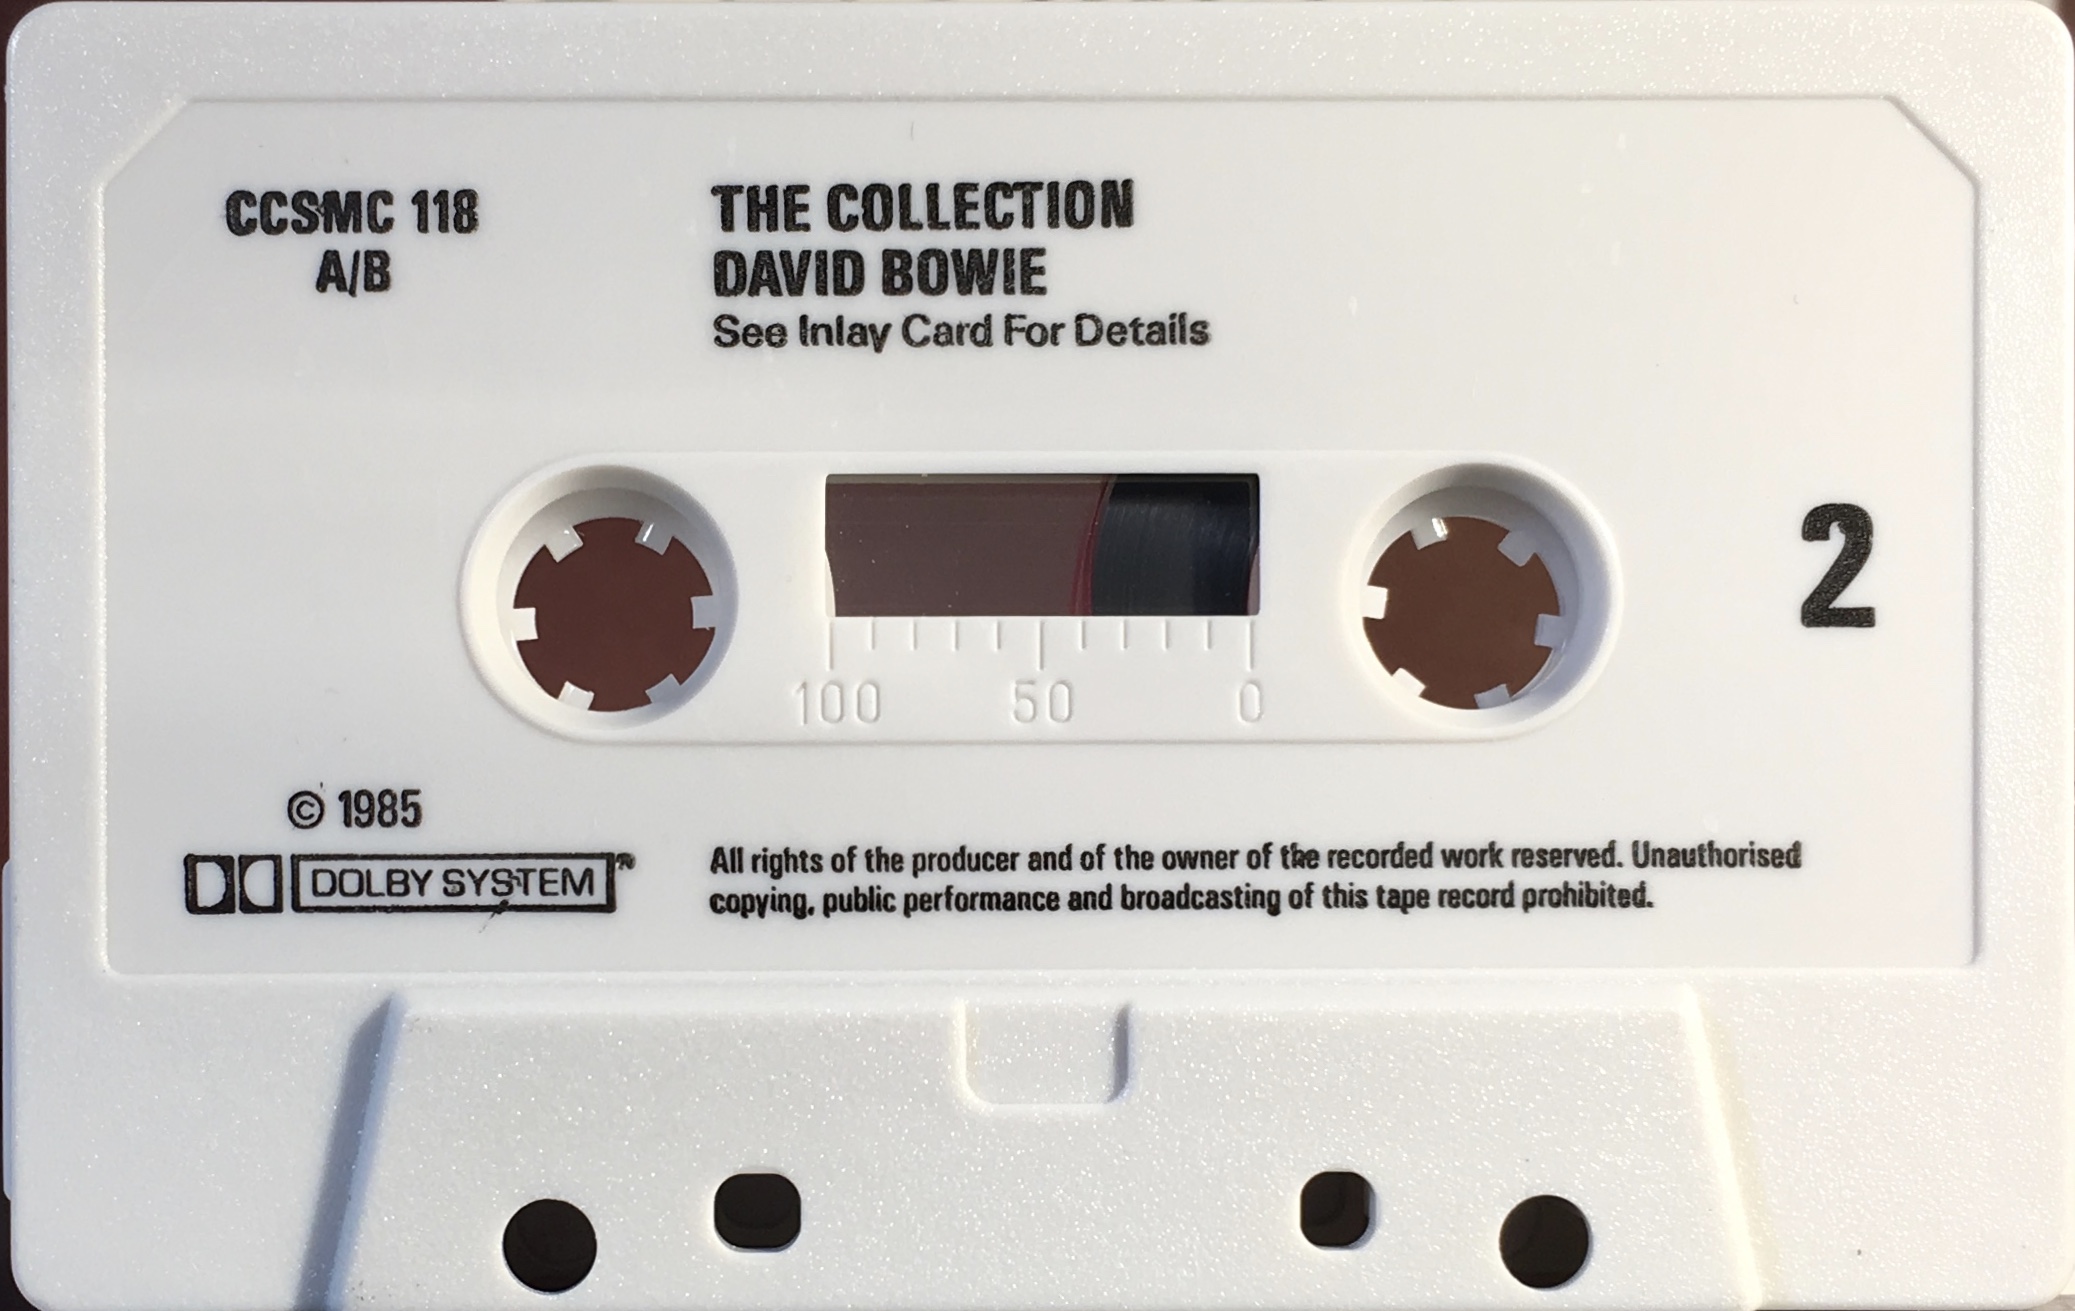 CCSMC 118
A/B
THE COLLECTION
DAVID BOWIE
See Inlay Card For Details
2
100 50 0
© 1985
DOLBY SYSTEM™
All rights of the producer and of the owner of the recorded work reserved. Unauthorised
copying, public performance and broadcasting of this tape record prohibited.